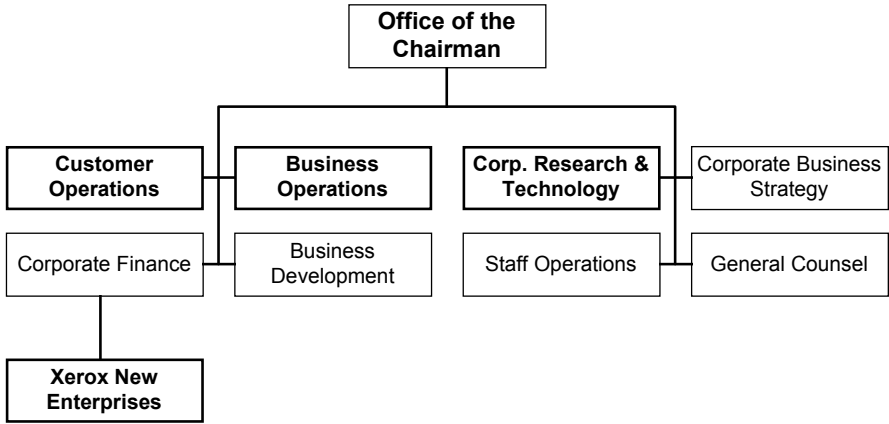 Office of the
Chairman
Customer
Operations
Business
Operations
Corp. Research &
Technology
Corporate Business
Strategy
Corporate Finance
Business
Development
Staff Operations
General Counsel
Xerox New
Enterprises